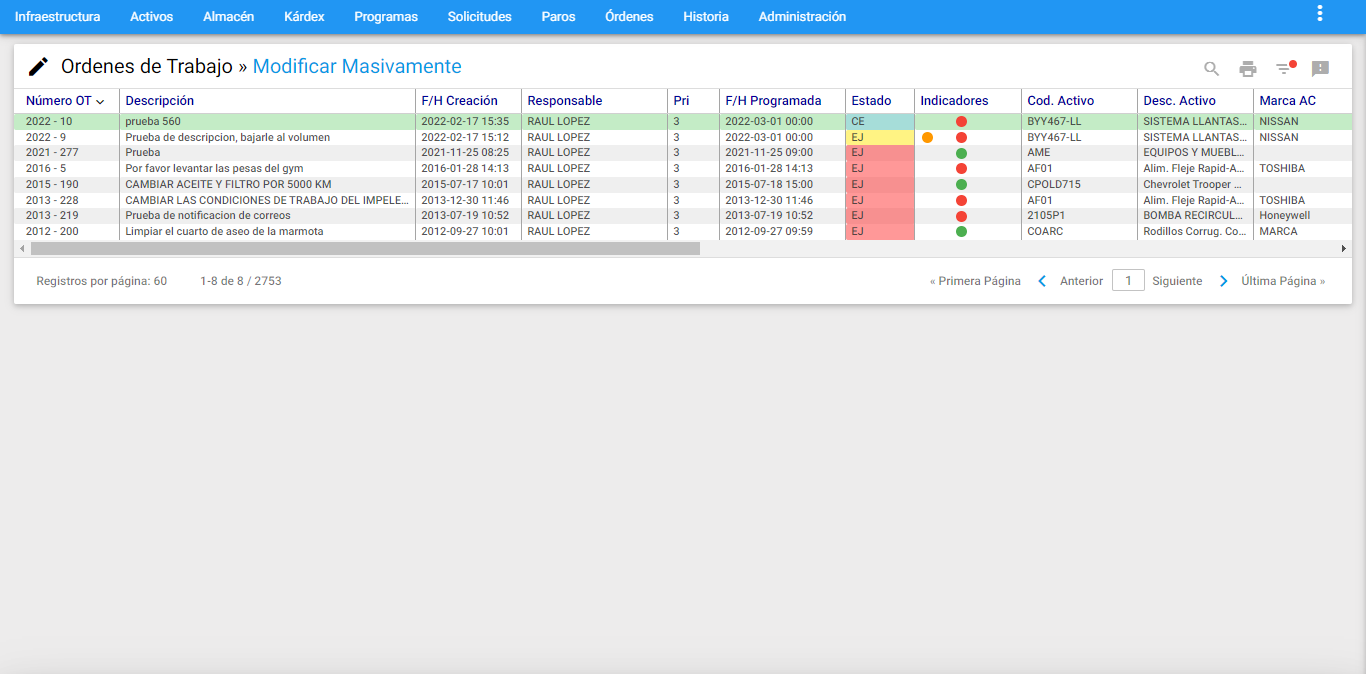 Infraestructura Activos Almacén Kárdex Programas Solicitudes Paros Órdenes Historia Administración
Ordenes de Trabajo » Modificar Masivamente
Número OT Descripción F/H Creación Responsable Pri F/H Programada Estado Indicadores Cod. Activo Desc. Activo Marca AC
2022 - 10 prueba 560 2022-02-17 15:35 RAUL LOPEZ 3 2022-03-01 00:00 CE BYY467-LL SISTEMA LLANTAS... NISSAN
2022 - 9 Prueba de descripcion, bajarle al volumen 2022-02-17 15:12 RAUL LOPEZ 3 2022-03-01 00:00 EJ BYY467-LL SISTEMA LLANTAS... NISSAN
2021 - 277 Prueba 2021-11-25 08:25 RAUL LOPEZ 3 2021-11-25 09:00 EJ AME EQUIPOS Y MUEBL...
2016 - 5 Por favor levantar las pesas del gym 2016-01-28 14:13 RAUL LOPEZ 3 2016-01-28 14:13 EJ AF01 Alim. Fleje Rapid-A... TOSHIBA
2015 - 190 CAMBIAR ACEITE Y FILTRO POR 5000 KM 2015-07-17 10:01 RAUL LOPEZ 3 2015-07-18 15:00 EJ CPOLD715 Chevrolet Trooper ...
2013 - 228 CAMBIAR LAS CONDICIONES DE TRABAJO DEL IMPELE... 2013-12-30 11:46 RAUL LOPEZ 3 2013-12-30 11:46 EJ AF01 Alim. Fleje Rapid-A... TOSHIBA
2013 - 219 Prueba de notificacion de correos 2013-07-19 10:52 RAUL LOPEZ 3 2013-07-19 10:52 EJ 2105P1 BOMBA RECIRCUL... Honeywell
2012 - 200 Limpiar el cuarto de aseo de la marmota 2012-09-27 10:01 RAUL LOPEZ 3 2012-09-27 09:59 EJ COARC Rodillos Corrug. Co... MARCA
Registros por página: 60 1-8 de 8 / 2753 « Primera Página Anterior 1 Siguiente Última Página »